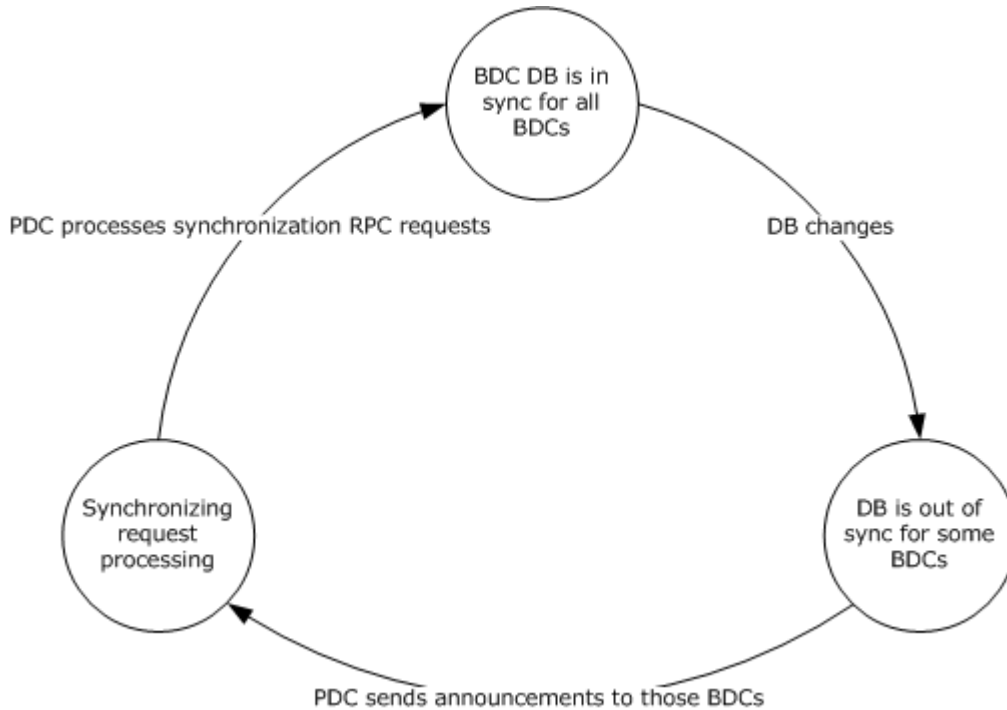 BDC DB is in
sync for all
BDCs
PDC processes synchronization RPC requests
DB changes
Synchronizing
request
processing
DB is out of
sync for some
BDCs
PDC sends announcements to those BDCs